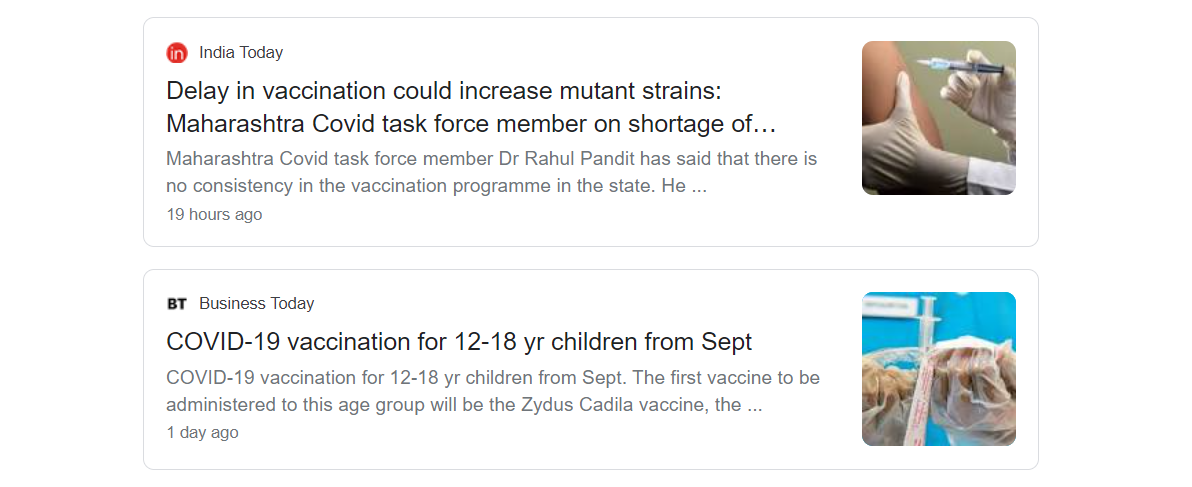 in India Today
Delay in vaccination could increase mutant strains:
Maharashtra Covid task force member on shortage of…
Maharashtra Covid task force member Dr Rahul Pandit has said that there is
no consistency in the vaccination programme in the state. He ...
19 hours ago
BT Business Today
COVID-19 vaccination for 12-18 yr children from Sept
COVID-19 vaccination for 12-18 yr children from Sept. The first vaccine to be
administered to this age group will be the Zydus Cadila vaccine, the ...
1 day ago